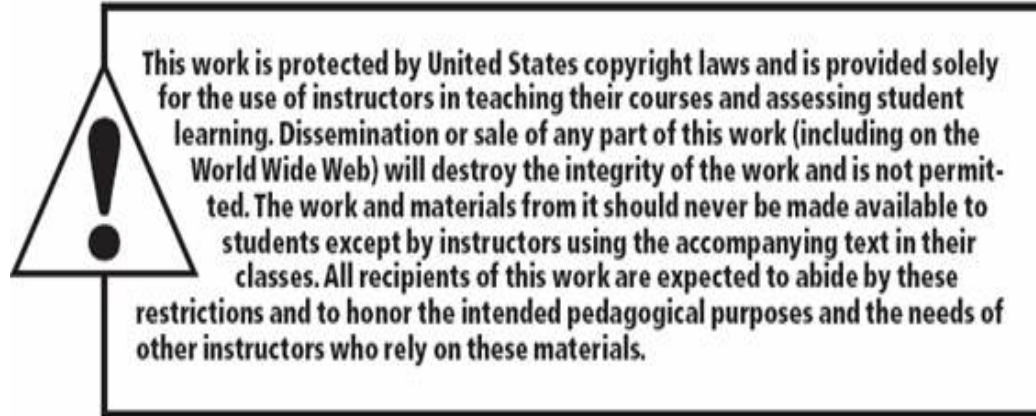 This work is protected by United States copyright laws and is provided solely
for the use of instructors in teaching their courses and assessing student
learning. Dissemination or sale of any part of this work (including on the
World Wide Web) will destroy the integrity of the work and is not permit-
ted. The work and materials from it should never be made available to
students except by instructors using the accompanying text in their
classes. All recipients of this work are expected to abide by these
restrictions and to honor the intended pedagogical purposes and the needs of
other instructors who rely on these materials.